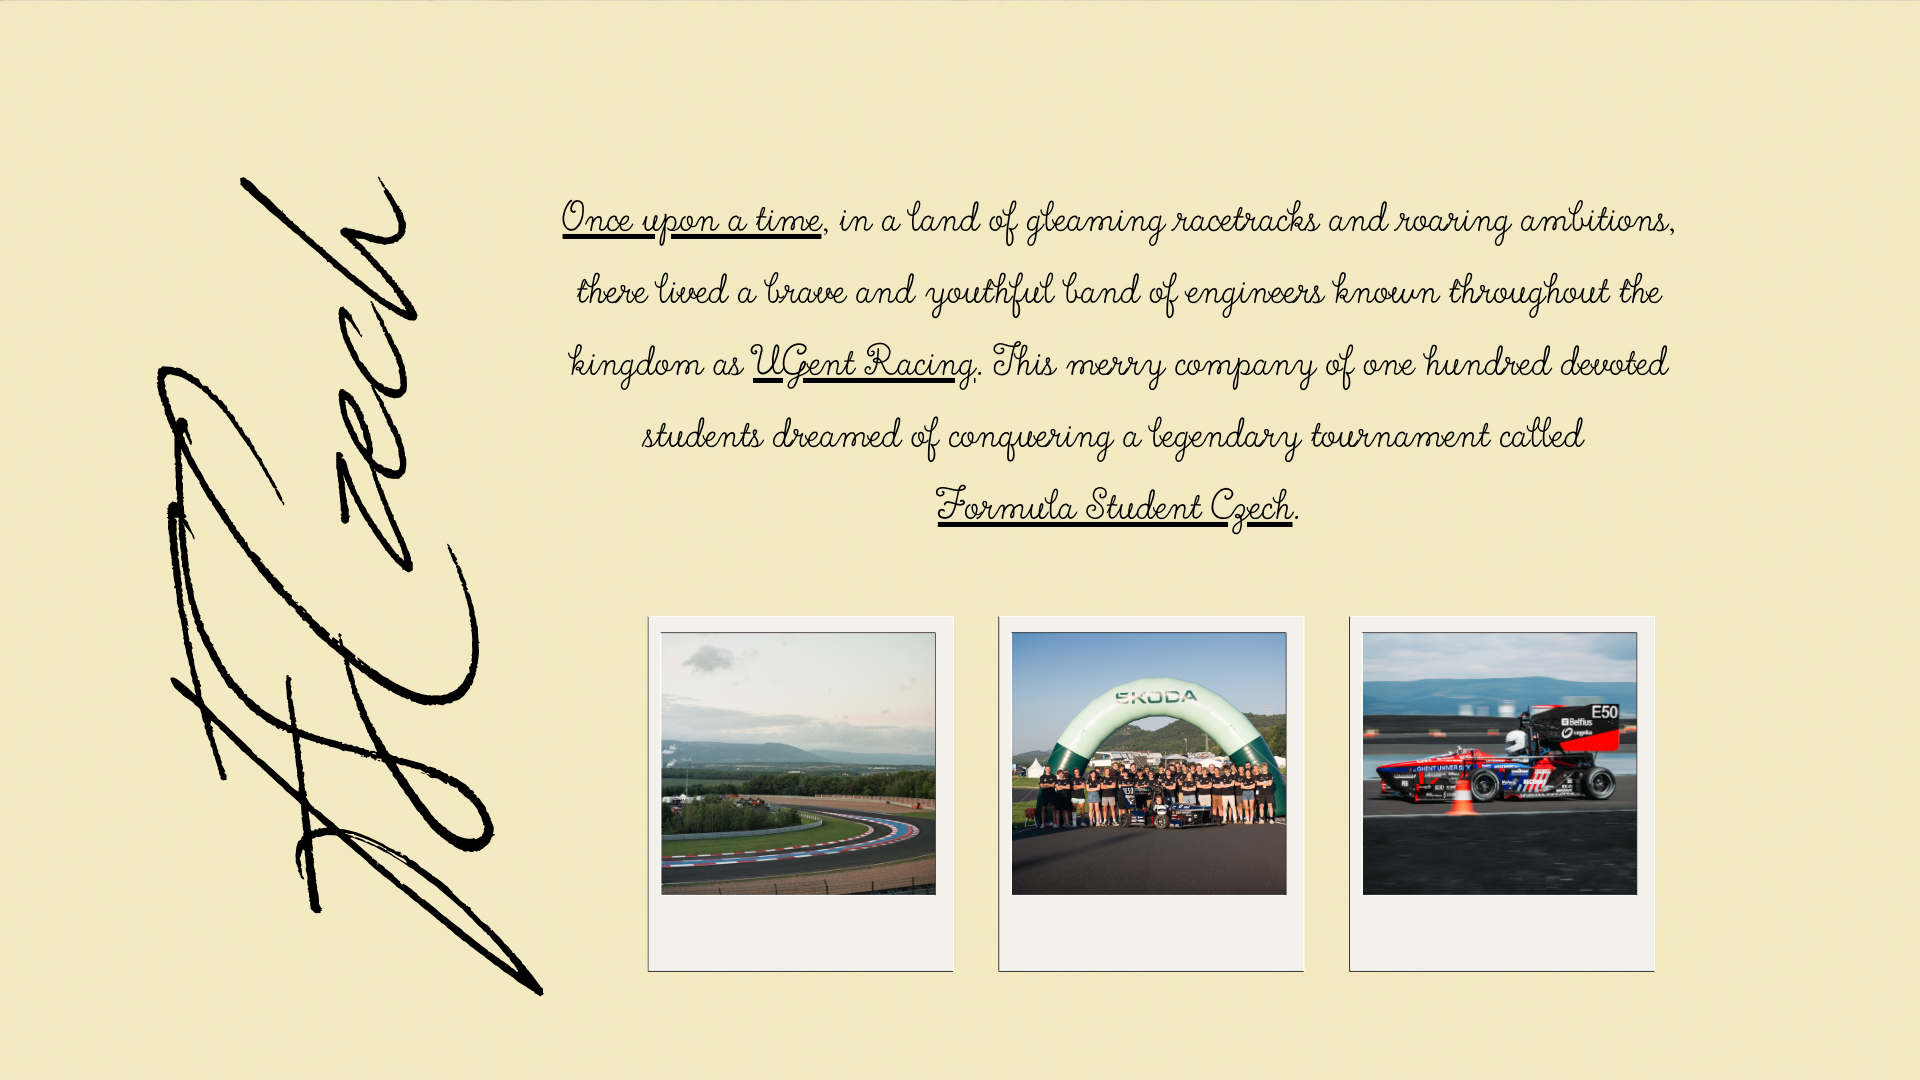 FS Czech
Once upon a time, in a land of gleaming racetracks and roaring ambitions,
there lived a brave and youthful band of engineers known throughout the
kingdom as UGent Racing. This merry company of one hundred devoted
students dreamed of conquering a legendary tournament called
Formula Student Czech.
ŠKODA
E50
Belfius
cegeka
GHENT UNIVERSITY